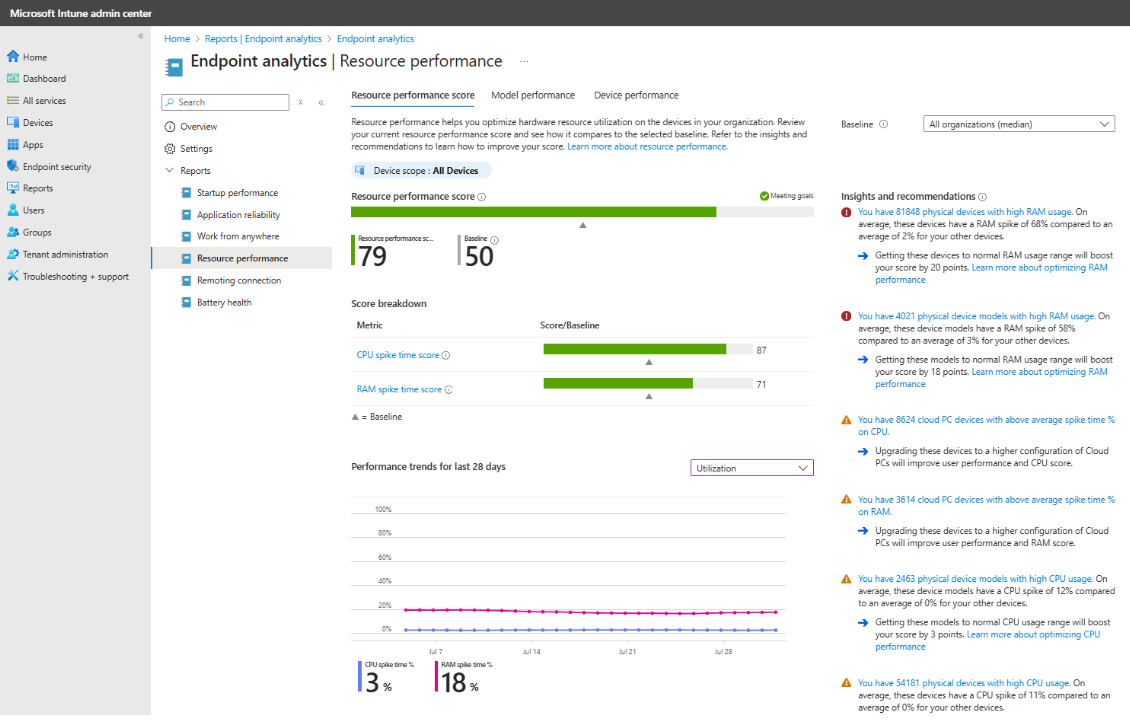 Microsoft Intune admin center
«
Home
Dashboard
All services
Devices
Apps
Endpoint security
Reports
Users
Groups
Tenant administration
Troubleshooting + support
Home > Reports | Endpoint analytics > Endpoint analytics
Endpoint analytics | Resource performance ...
Search
x «
Overview
Settings
Reports
Startup performance
Application reliability
Work from anywhere
Resource performance
Remoting connection
Battery health
Resource performance score Model performance Device performance
Resource performance helps you optimize hardware resource utilization on the devices in your organization. Review
your current resource performance score and see how it compares to the selected baseline. Refer to the insights and
recommendations to learn how to improve your score. Learn more about resource performance.
Device scope : All Devices
Resource performance score
Meeting goals
Resource performance sc...
79
Baseline
50
Score breakdown
Metric Score/Baseline
CPU spike time score 87
RAM spike time score 71
▲ = Baseline
Performance trends for last 28 days
Utilization
100%
80%
60%
40%
20%
0%
Jul 7 Jul 14 Jul 21 Jul 28
CPU spike time %
3 %
RAM spike time %
18 %
Baseline
All organizations (median)
Insights and recommendations
You have 81848 physical devices with high RAM usage. On
average, these devices have a RAM spike of 68% compared to an
average of 2% for your other devices.
Getting these devices to normal RAM usage range will boost
your score by 20 points. Learn more about optimizing RAM
performance
You have 4021 physical device models with high RAM usage. On
average, these device models have a RAM spike of 58%
compared to an average of 3% for your other devices.
Getting these models to normal RAM usage range will boost
your score by 18 points. Learn more about optimizing RAM
performance
You have 8624 cloud PC devices with above average spike time %
on CPU.
Upgrading these devices to a higher configuration of Cloud
PCs will improve user performance and CPU score.
You have 3614 cloud PC devices with above average spike time %
on RAM.
Upgrading these devices to a higher configuration of Cloud
PCs will improve user performance and RAM score.
You have 2463 physical device models with high CPU usage. On
average, these device models have a CPU spike of 12% compared
to an average of 0% for your other devices.
Getting these models to normal CPU usage range will boost
your score by 3 points. Learn more about optimizing CPU
performance
You have 54181 physical devices with high CPU usage. On
average, these devices have a CPU spike of 11% compared to an
average of 0% for your other devices.